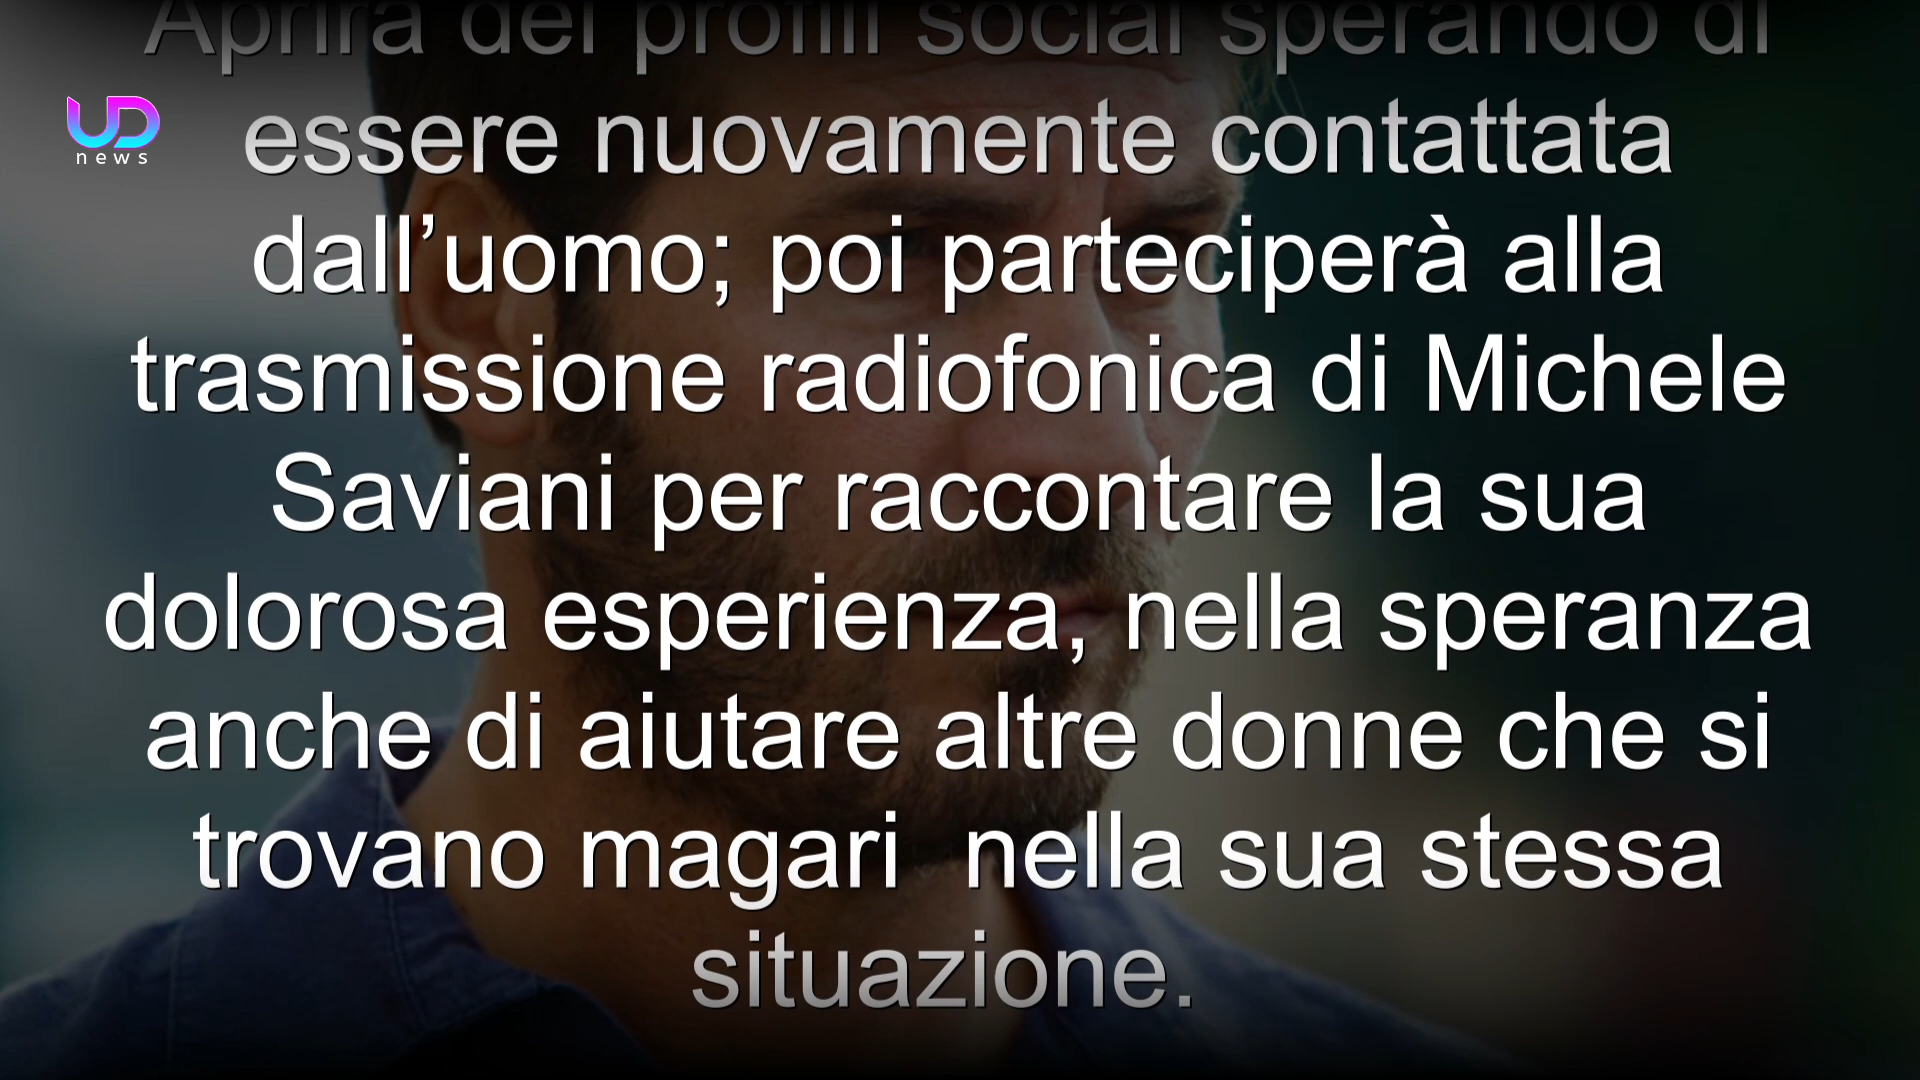 Aprirà dei profili social sperando di
UD
news
essere nuovamente contattata
dall’uomo; poi parteciperà alla
trasmissione radiofonica di Michele
Saviani per raccontare la sua
dolorosa esperienza, nella speranza
anche di aiutare altre donne che si
trovano magari  nella sua stessa
situazione.